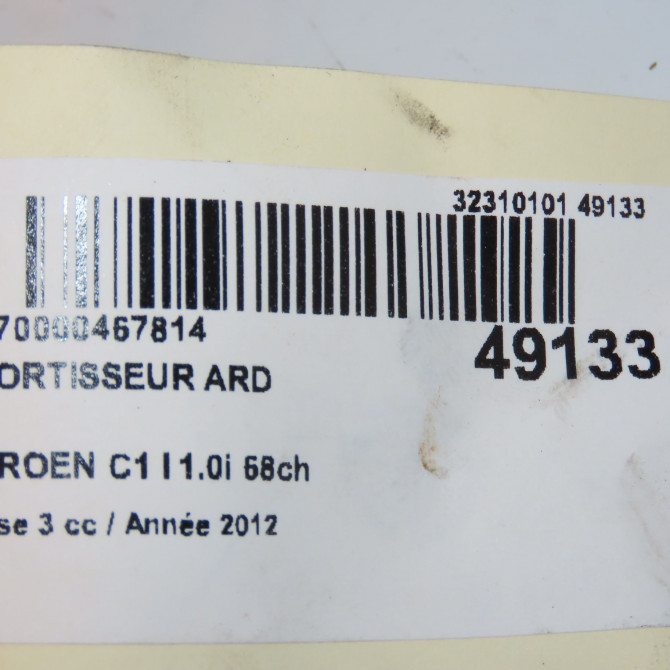 32310101 49133
70000467814
49133
ORTISSEUR ARD
ROEN C1 I 1.0i 68ch
se 3 cc / Année 2012